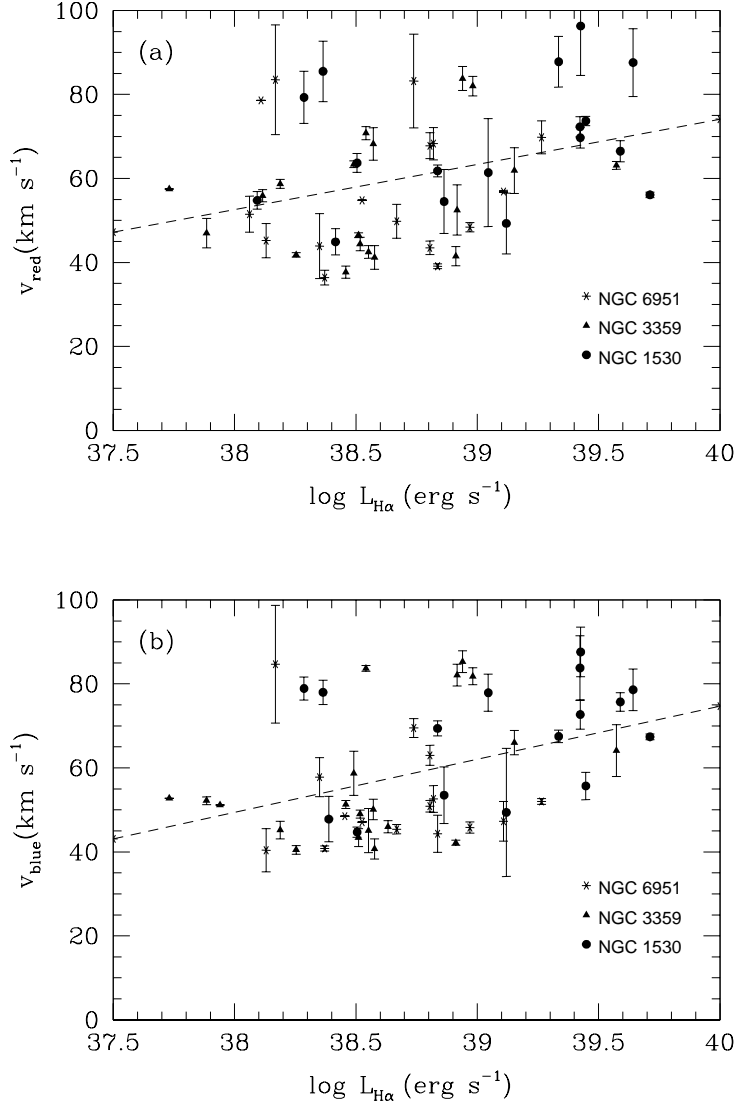 100
(a)
80
60
40
20
0
v_red (km s⁻¹)
NGC 6951
NGC 3359
NGC 1530
37.5 38 38.5 39 39.5 40
log L_Hα (erg s⁻¹)
100
(b)
80
60
40
20
0
v_blue (km s⁻¹)
NGC 6951
NGC 3359
NGC 1530
37.5 38 38.5 39 39.5 40
log L_Hα (erg s⁻¹)